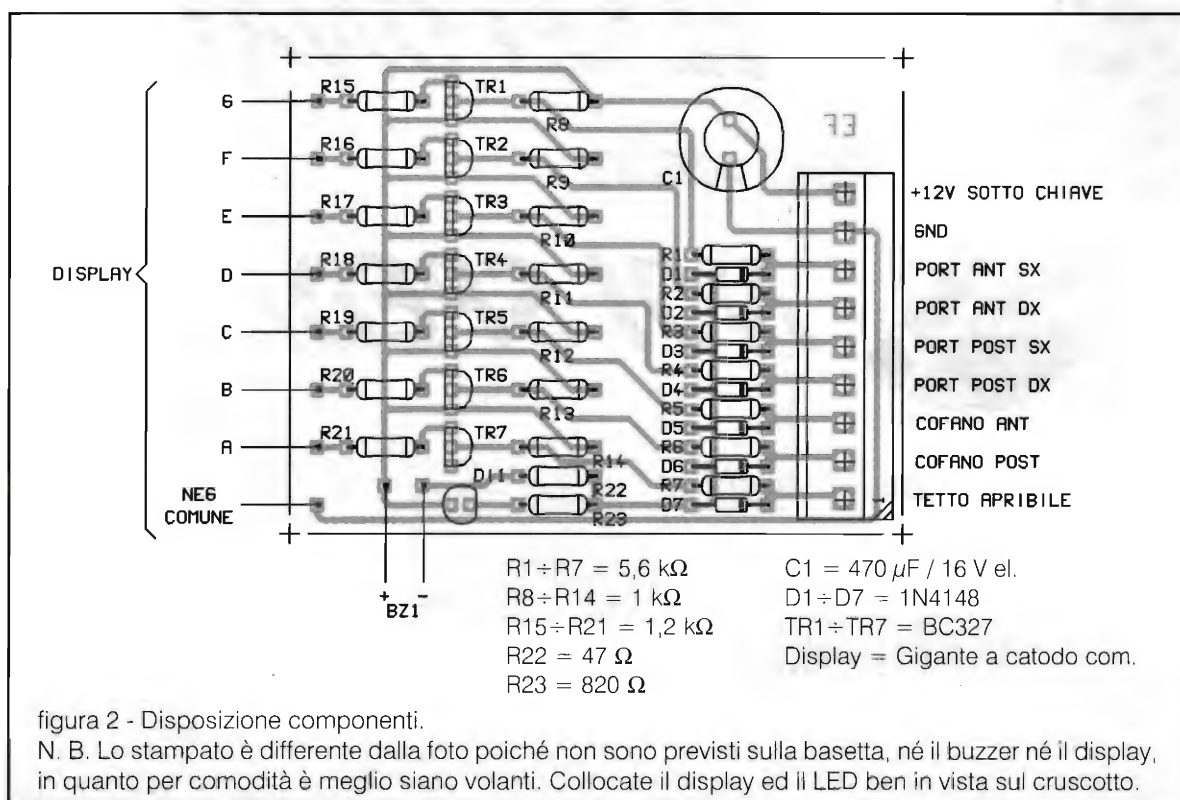 R15
TR1
G
R8
R16
TR2
F
R9
C1
R17
TR3
E
R10
R18
TR4
DISPLAY
D
R11
R19
TR5
C
R12
R20
TR6
B
R13
R21
TR7
A
R14
Dl1
R22
NEG
COMUNE
R23
R1
D1
R2
D2
R3
D3
R4
D4
R5
D5
R6
D6
R7
D7
EF
1
+12V SOTTO CHIAVE
GND
PORT ANT SX
PORT ANT DX
PORT POST SX
PORT POST DX
COFANO ANT
COFANO POST
TETTO APRIBILE
+ -
BZ1
R1÷R7 = 5,6 kΩ
R8÷R14 = 1 kΩ
R15÷R21 = 1,2 kΩ
R22 = 47 Ω
R23 = 820 Ω
C1 = 470 µF / 16 V el.
D1÷D7 = 1N4148
TR1÷TR7 = BC327
Display = Gigante a catodo com.
figura 2 - Disposizione componenti.
N. B. Lo stampato è differente dalla foto poiché non sono previsti sulla basetta, né il buzzer né il display,
in quanto per comodità è meglio siano volanti. Collocate il display ed il LED ben in vista sul cruscotto.